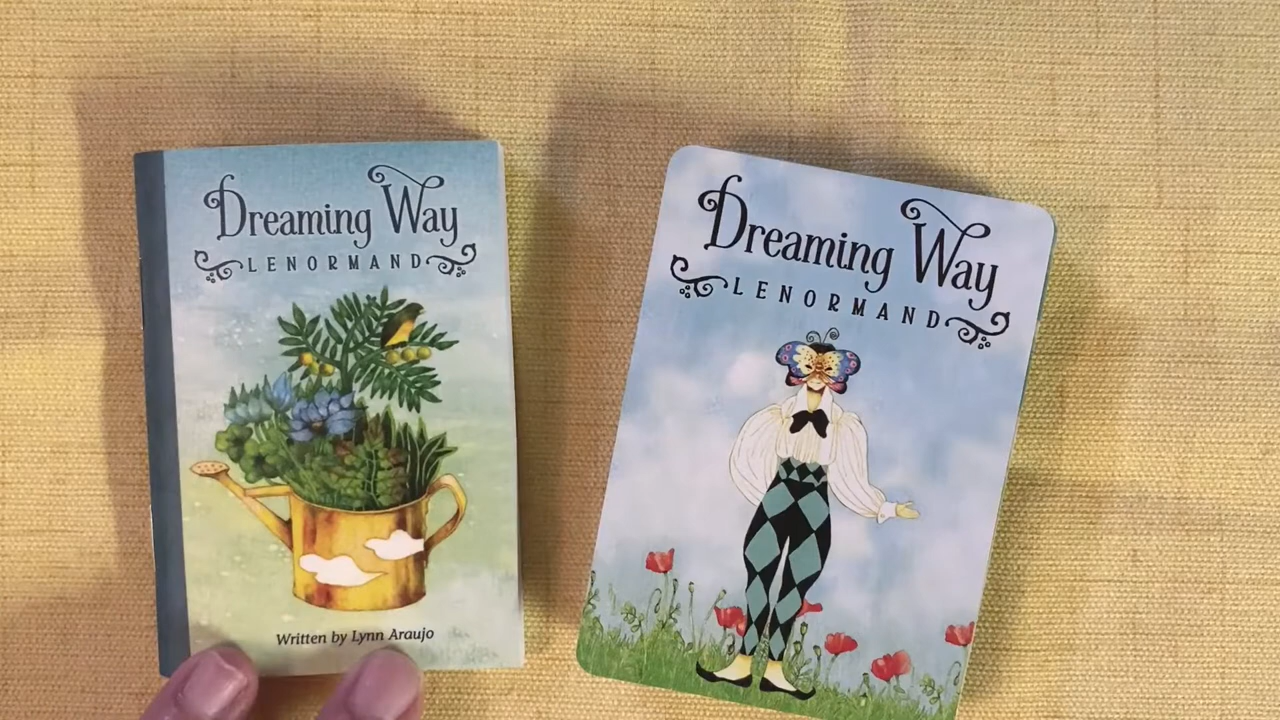 Dreaming Way
LENORMAND
Written by Lynn Araujo
Dreaming Way
LENORMAND